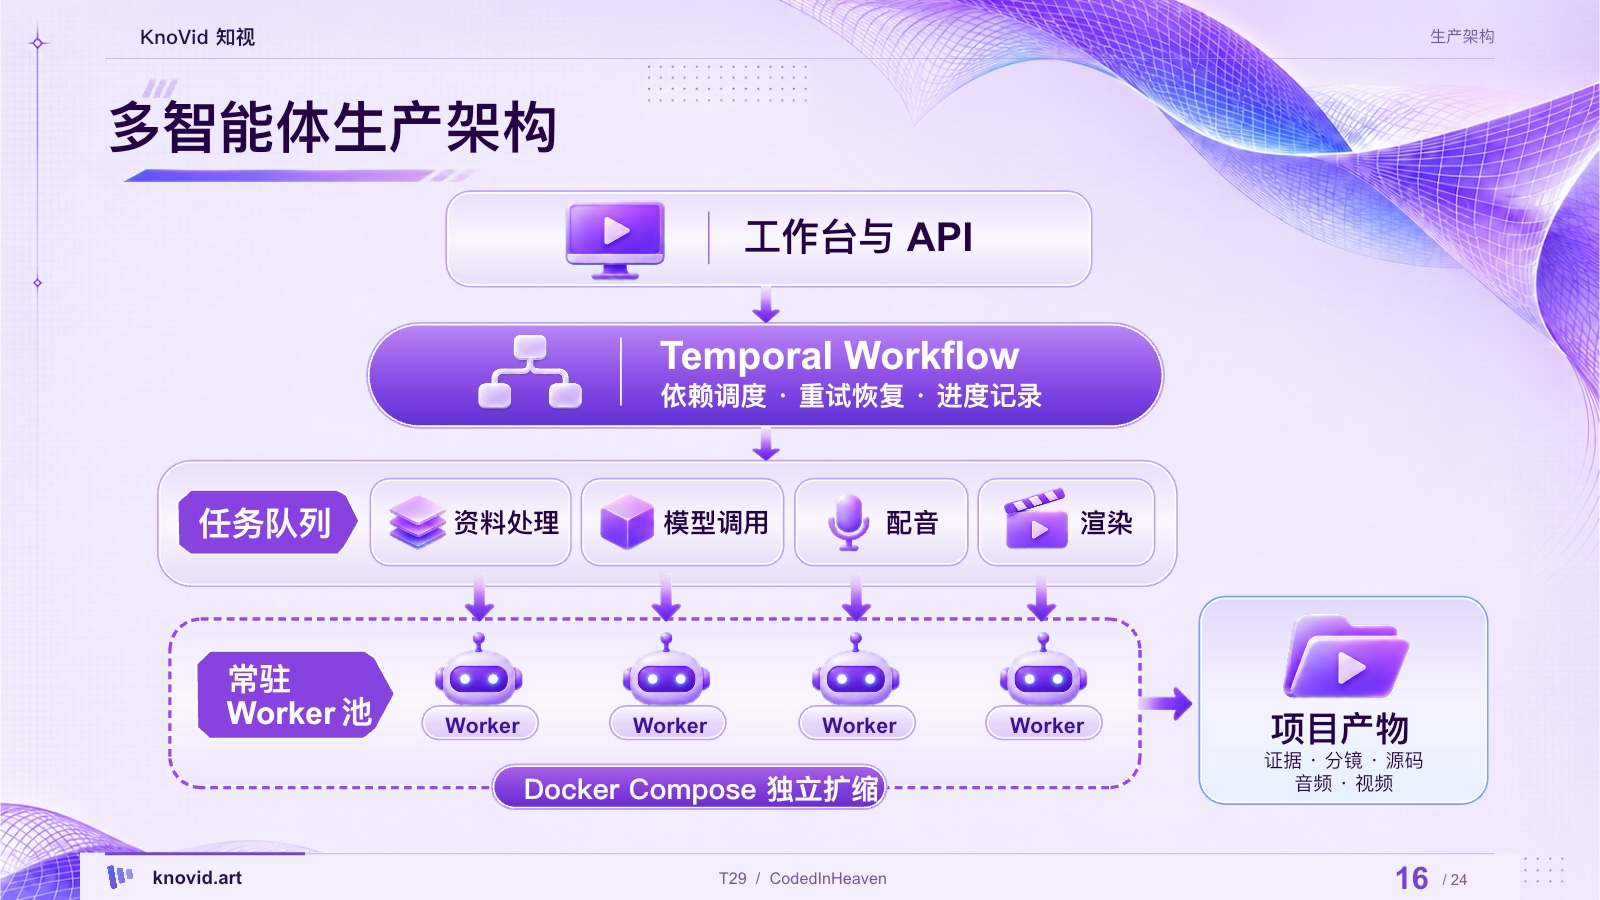 KnoVid 知视
生产架构
多智能体生产架构
工作台与 API
Temporal Workflow
依赖调度 · 重试恢复 · 进度记录
任务队列
资料处理
模型调用
配音
渲染
常驻
Worker 池
Worker
Worker
Worker
Worker
Docker Compose 独立扩缩
项目产物
证据 · 分镜 · 源码
音频 · 视频
knovid.art
T29 / CodedInHeaven
16 / 24